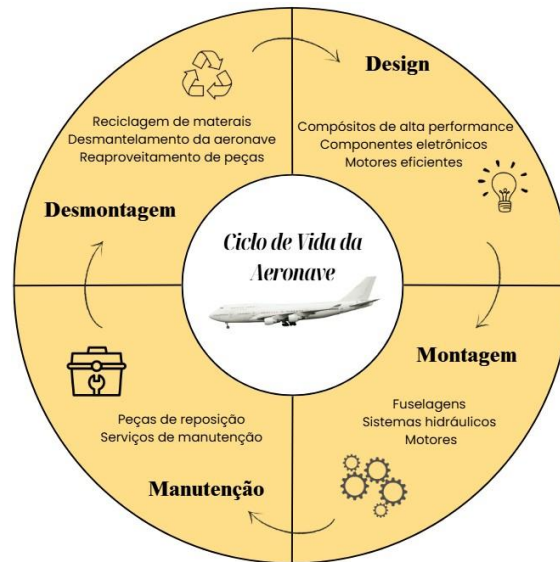 Design
Compósitos de alta performance
Componentes eletrônicos
Motores eficientes
Montagem
Fuselagens
Sistemas hidráulicos
Motores
Manutenção
Peças de reposição
Serviços de manutenção
Desmontagem
Reciclagem de materais
Desmantelamento da aeronave
Reaproveitamento de peças
Ciclo de Vida da
Aeronave